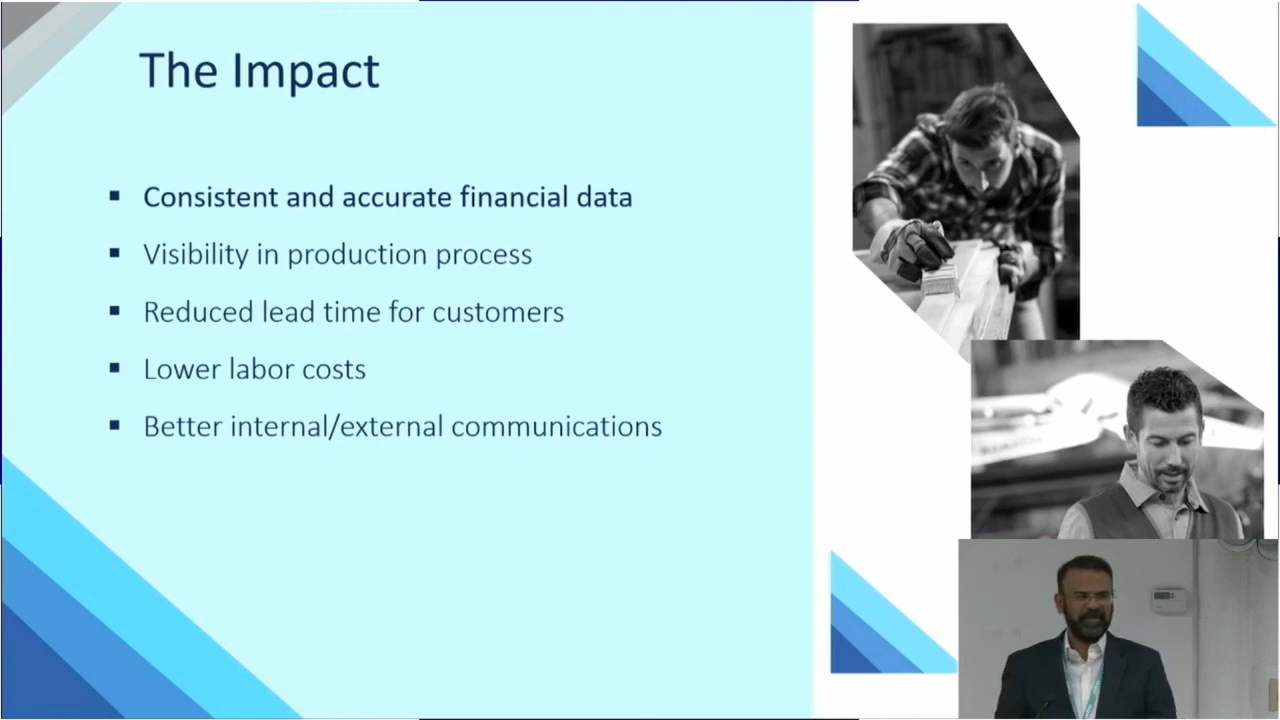 The Impact
Consistent and accurate financial data
Visibility in production process
Reduced lead time for customers
Lower labor costs
Better internal/external communications